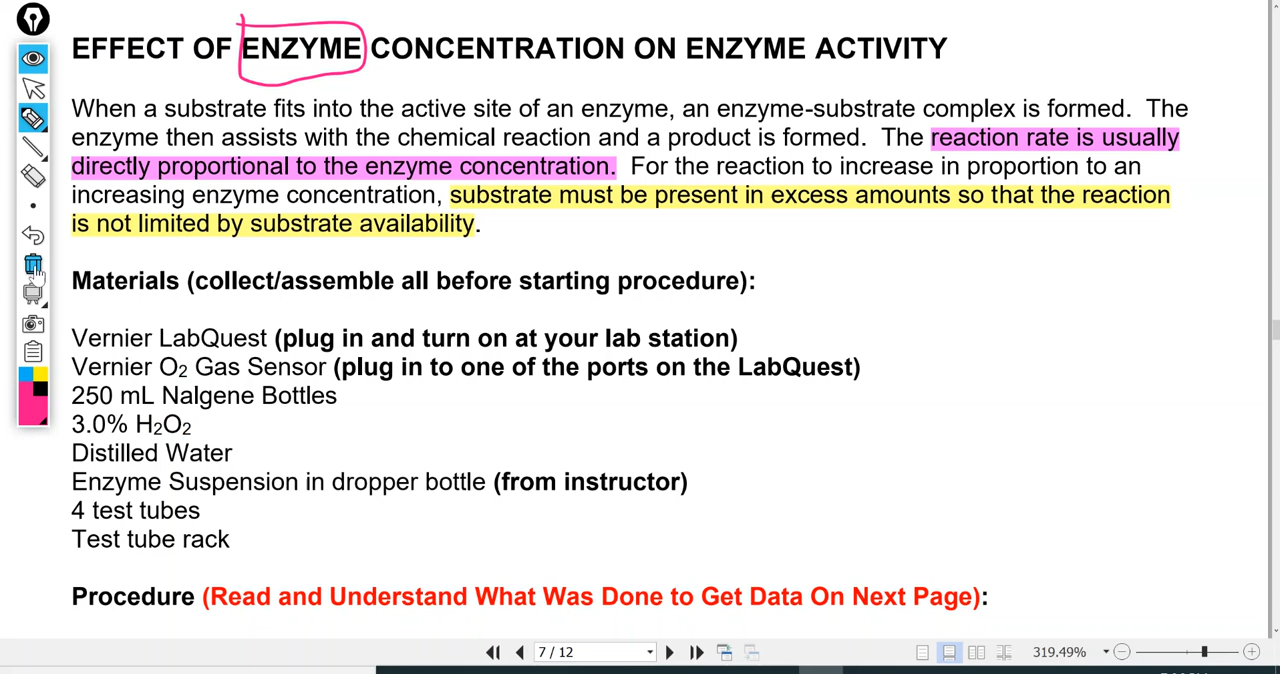 EFFECT OF ENZYME CONCENTRATION ON ENZYME ACTIVITY
When a substrate fits into the active site of an enzyme, an enzyme-substrate complex is formed.  The
enzyme then assists with the chemical reaction and a product is formed.  The reaction rate is usually
directly proportional to the enzyme concentration.  For the reaction to increase in proportion to an
increasing enzyme concentration, substrate must be present in excess amounts so that the reaction
is not limited by substrate availability.
Materials (collect/assemble all before starting procedure):
Vernier LabQuest (plug in and turn on at your lab station)
Vernier O₂ Gas Sensor (plug in to one of the ports on the LabQuest)
250 mL Nalgene Bottles
3.0% H₂O₂
Distilled Water
Enzyme Suspension in dropper bottle (from instructor)
4 test tubes
Test tube rack
Procedure (Read and Understand What Was Done to Get Data On Next Page):
7 / 12
319.49%